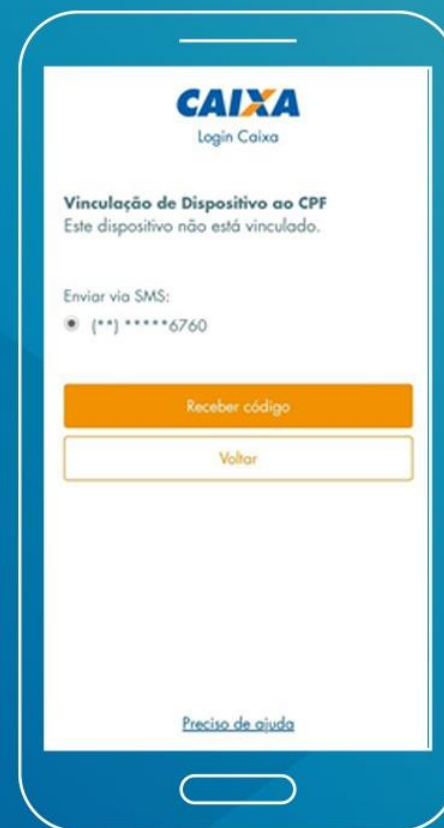 CAIXA
Login Caixa
Vinculação de Dispositivo ao CPF
Este dispositivo não está vinculado.
Enviar via SMS:
(**) *****6760
Receber código
Voltar
Preciso de ajuda